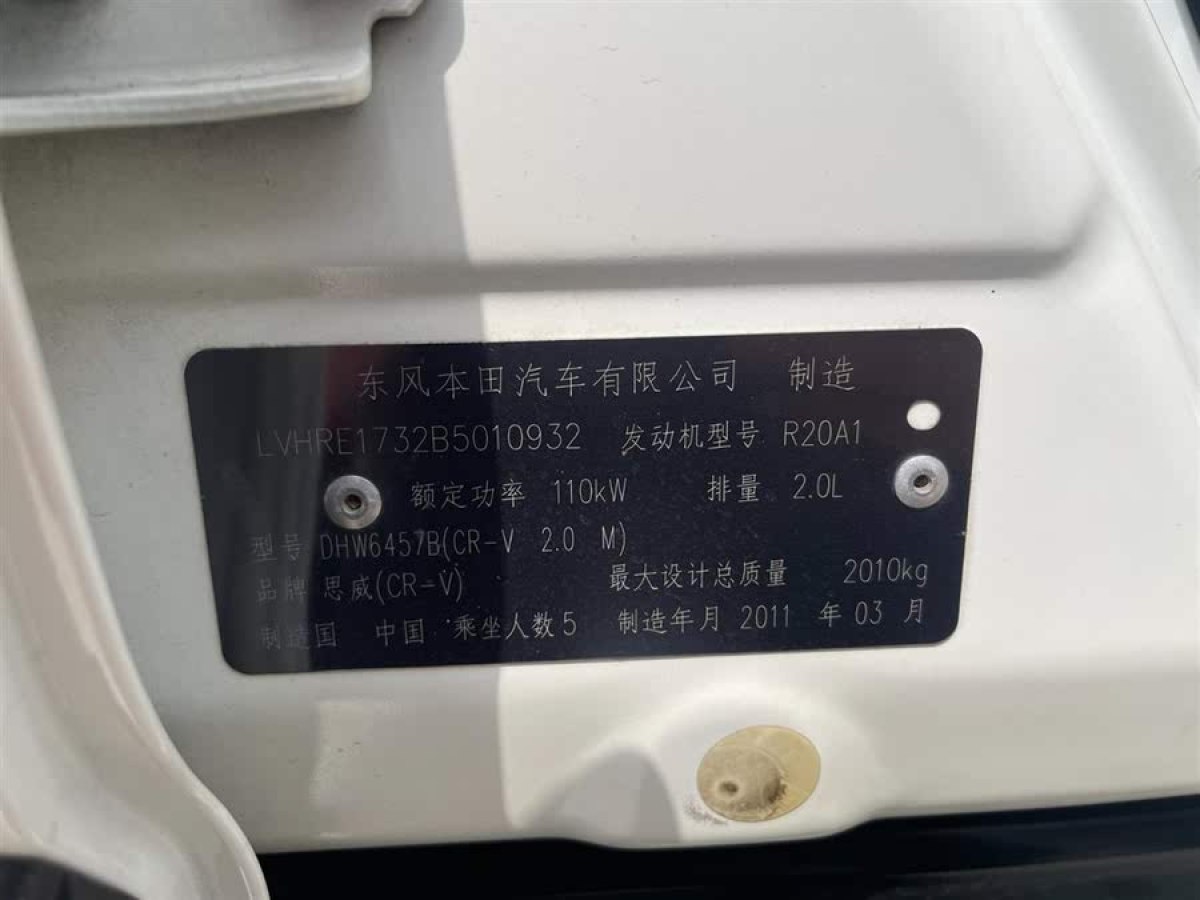 东风本田汽车有限公司 制造
LVHRE1732B5010932 发动机型号 R20A1
额定功率 110kW 排量 2.0L
型号 DHW6457B(CR-V 2.0 M)
品牌 思威(CR-V) 最大设计总质量 2010kg
制造国 中国 乘坐人数5 制造年月 2011 年 03 月